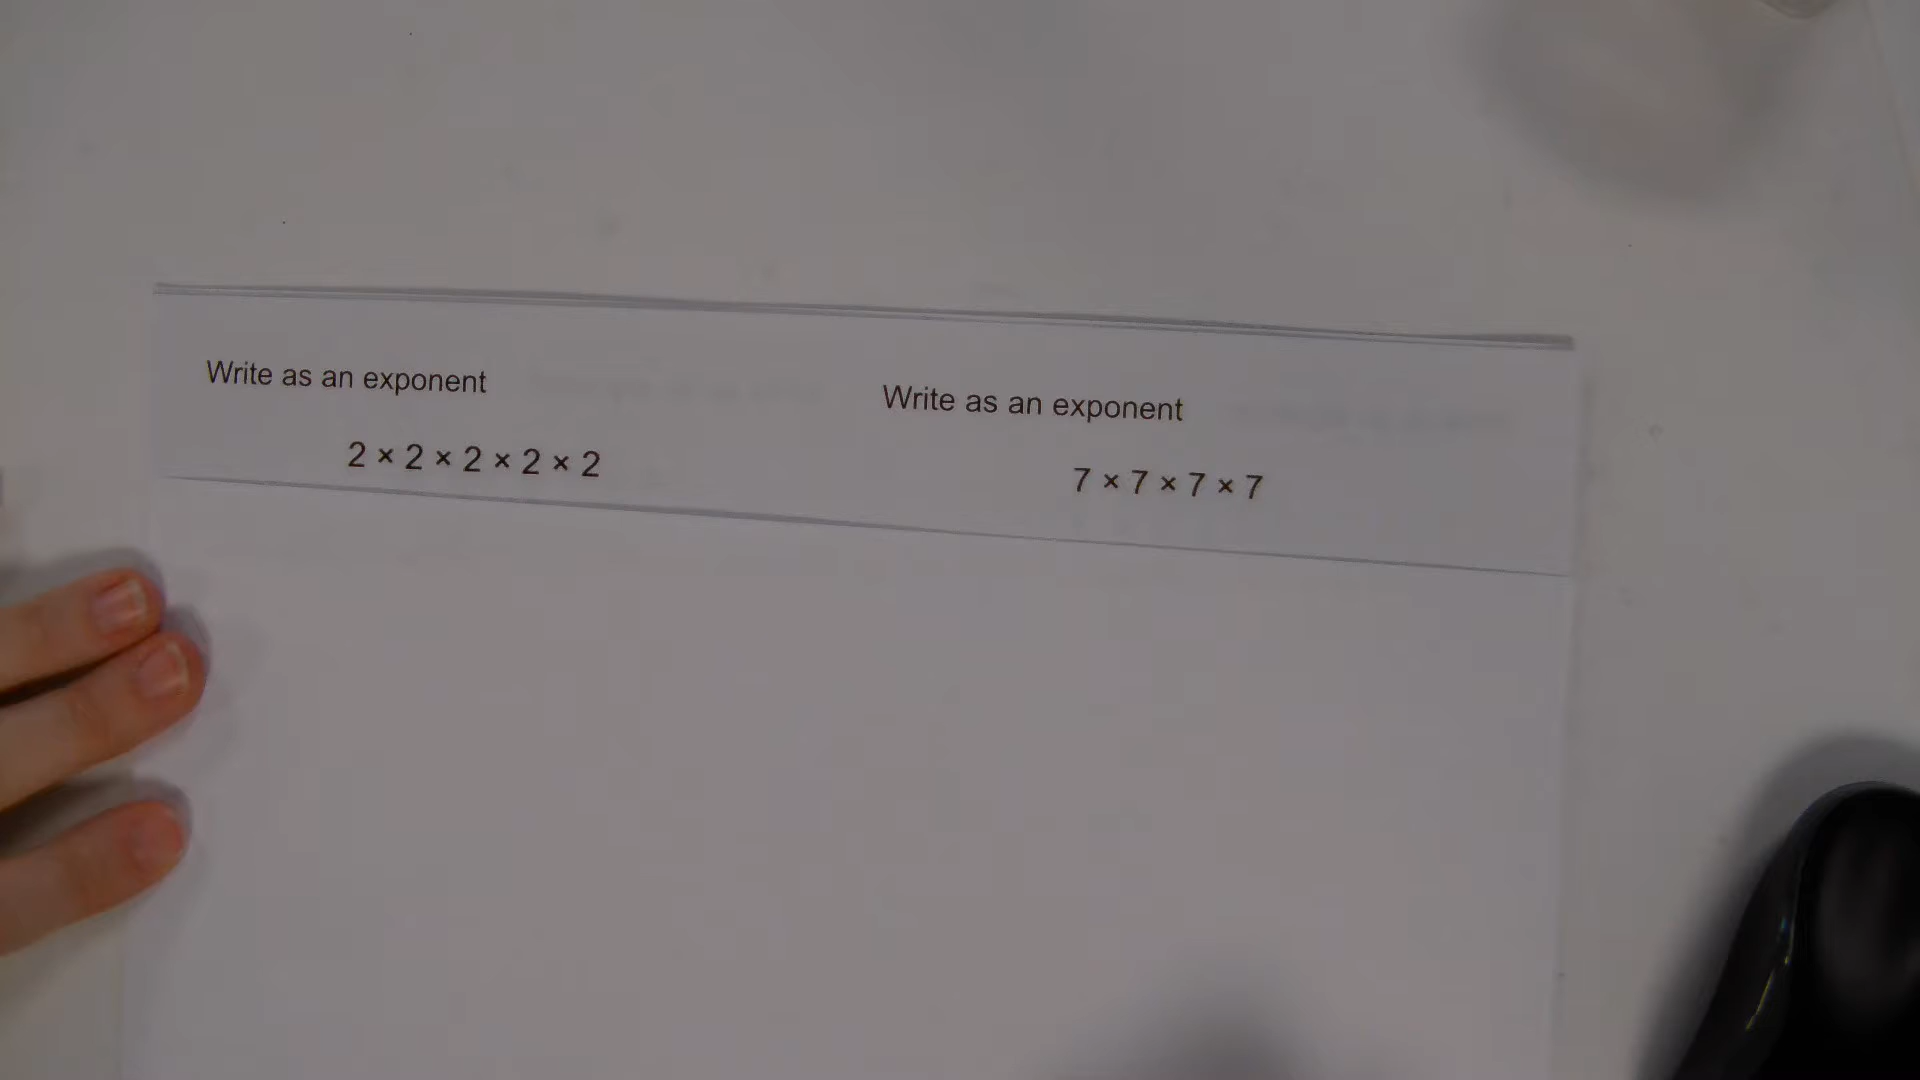 Write as an exponent
2 × 2 × 2 × 2 × 2
Write as an exponent
7 × 7 × 7 × 7